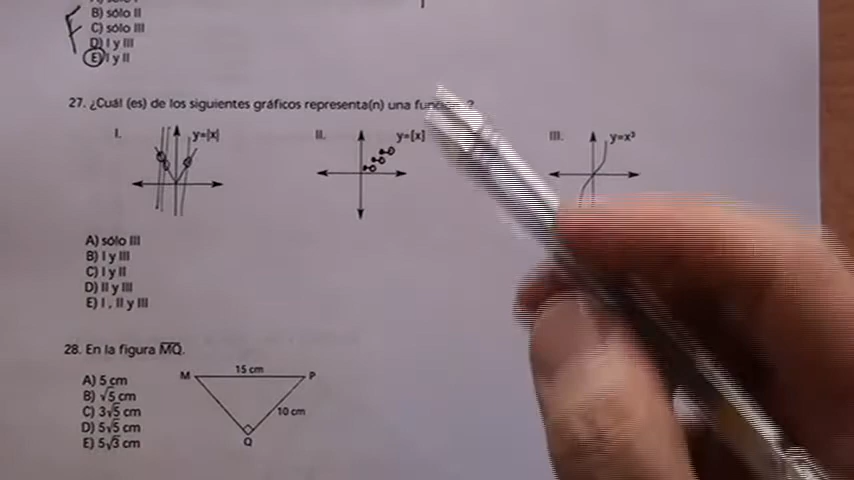 B) sólo II
C) sólo III
D) I y III
E) I y II
27. ¿Cuál (es) de los siguientes gráficos representa(n) una ?
I. y=|x| II. y=[x] III. y=x³
A) sólo III
B) I y III
C) I y II
D) II y III
E) I , II y III
28. En la figura MQ.
A) 5 cm
B) √5 cm
C) 3√5 cm
D) 5√5 cm
E) 5√3 cm
M 15 cm P
10 cm
Q